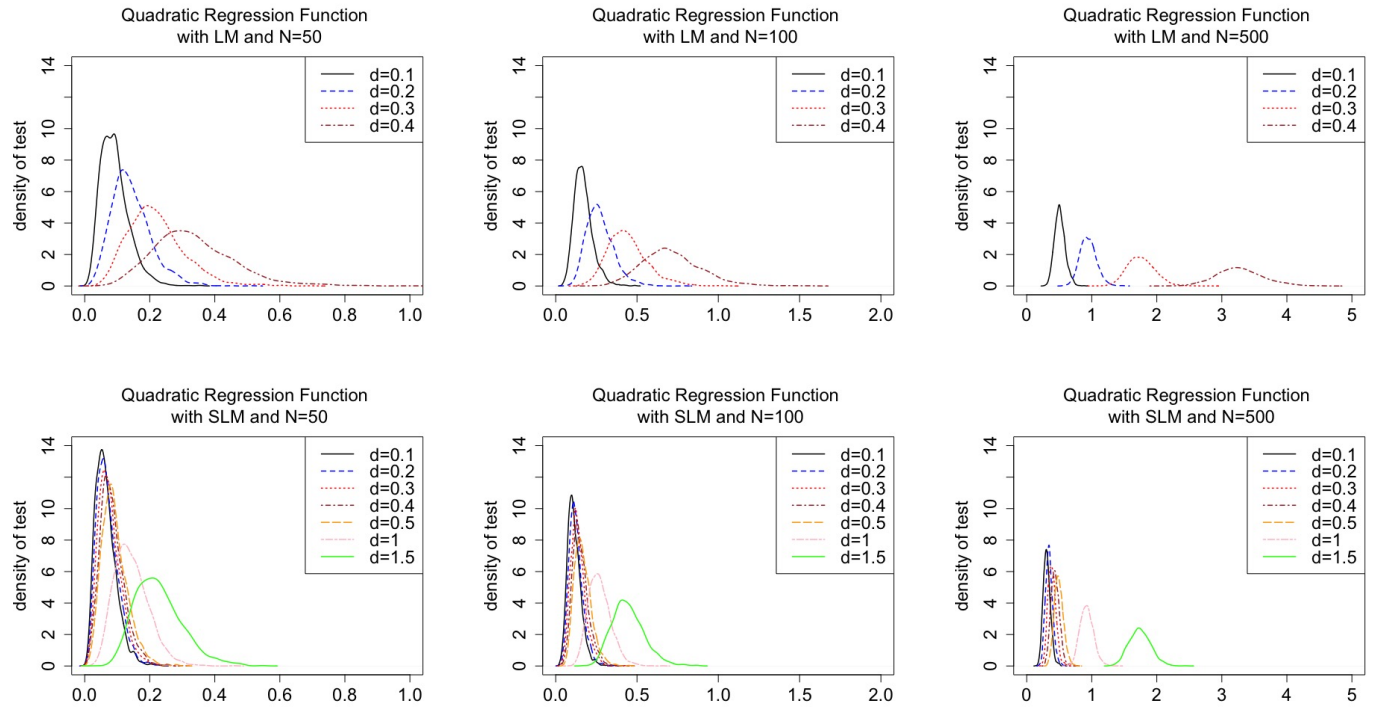 Quadratic Regression Function
with LM and N=50
density of test
0 2 4 6 8 10 14
d=0.1
d=0.2
d=0.3
d=0.4
0.0 0.2 0.4 0.6 0.8 1.0
Quadratic Regression Function
with LM and N=100
density of test
0 2 4 6 8 10 14
d=0.1
d=0.2
d=0.3
d=0.4
0.0 0.5 1.0 1.5 2.0
Quadratic Regression Function
with LM and N=500
density of test
0 2 4 6 8 10 14
d=0.1
d=0.2
d=0.3
d=0.4
0 1 2 3 4 5
Quadratic Regression Function
with SLM and N=50
density of test
0 2 4 6 8 10 14
d=0.1
d=0.2
d=0.3
d=0.4
d=0.5
d=1
d=1.5
0.0 0.2 0.4 0.6 0.8 1.0
Quadratic Regression Function
with SLM and N=100
density of test
0 2 4 6 8 10 14
d=0.1
d=0.2
d=0.3
d=0.4
d=0.5
d=1
d=1.5
0.0 0.5 1.0 1.5 2.0
Quadratic Regression Function
with SLM and N=500
density of test
0 2 4 6 8 10 14
d=0.1
d=0.2
d=0.3
d=0.4
d=0.5
d=1
d=1.5
0 1 2 3 4 5